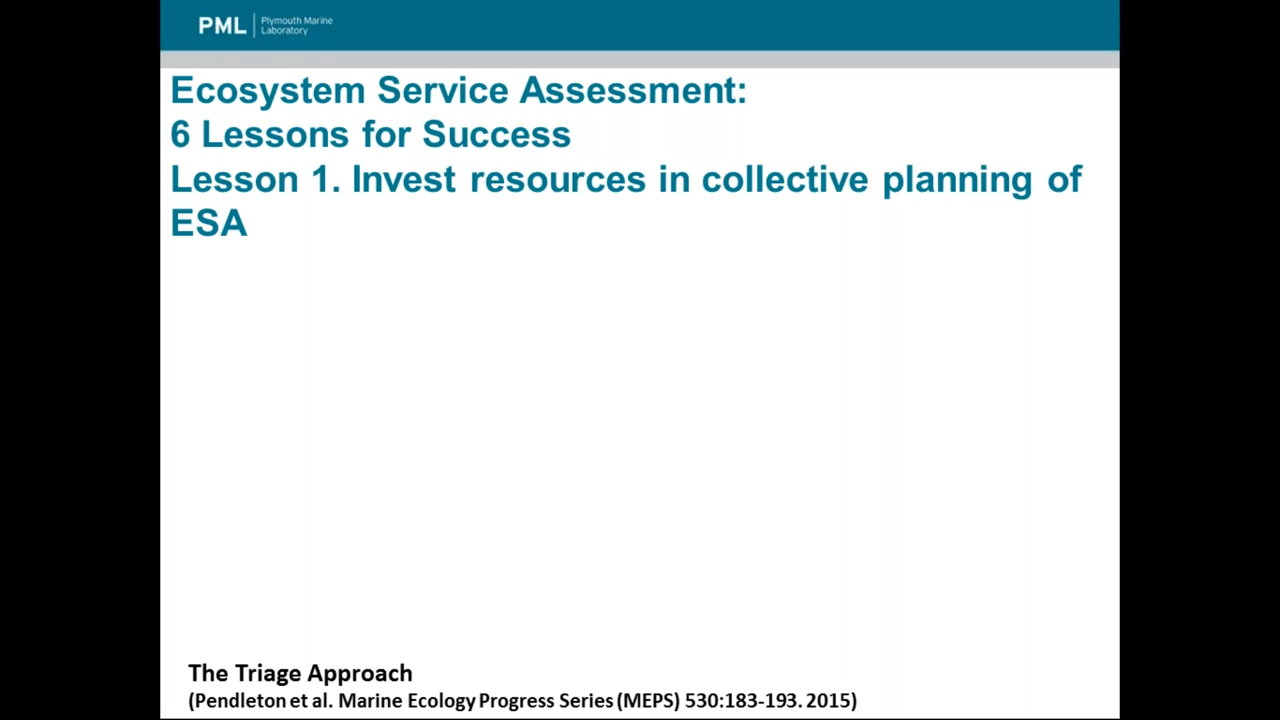 PML
Plymouth Marine
Laboratory
Ecosystem Service Assessment:
6 Lessons for Success
Lesson 1. Invest resources in collective planning of
ESA
The Triage Approach
(Pendleton et al. Marine Ecology Progress Series (MEPS) 530:183-193. 2015)